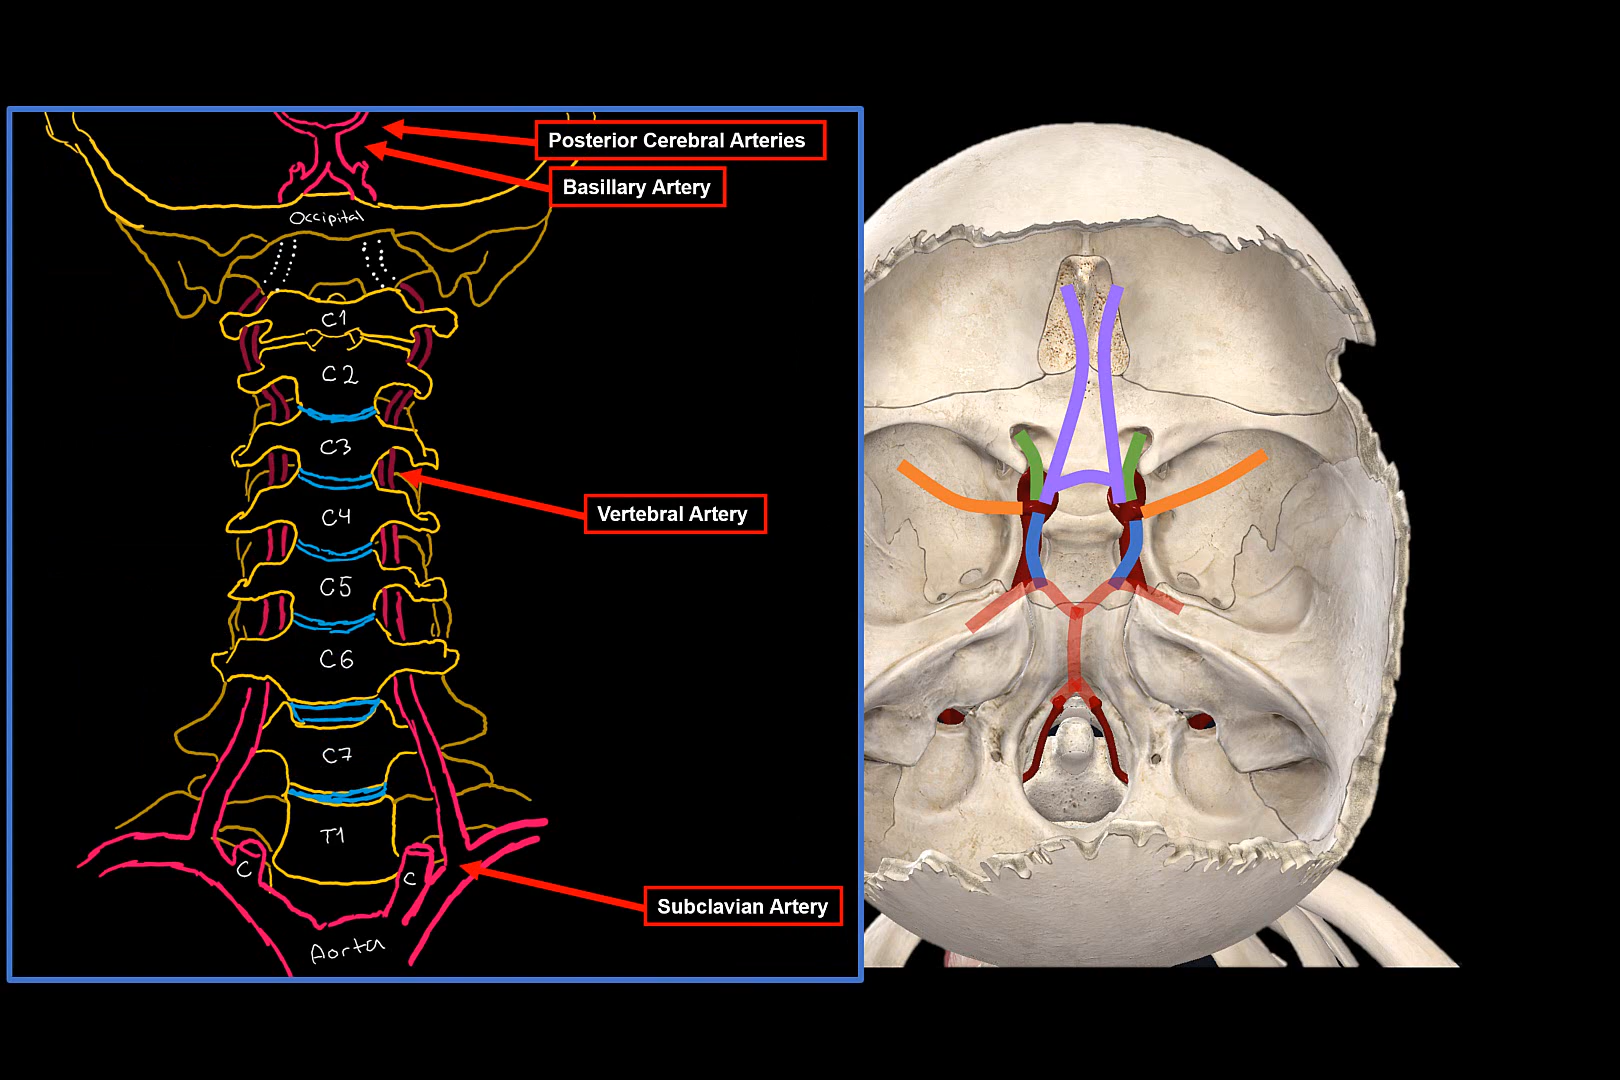 Posterior Cerebral Arteries
Basillary Artery
Occipital
C1
C2
C3
C4
Vertebral Artery
C5
C6
C7
T1
C
C
Subclavian Artery
Aorta